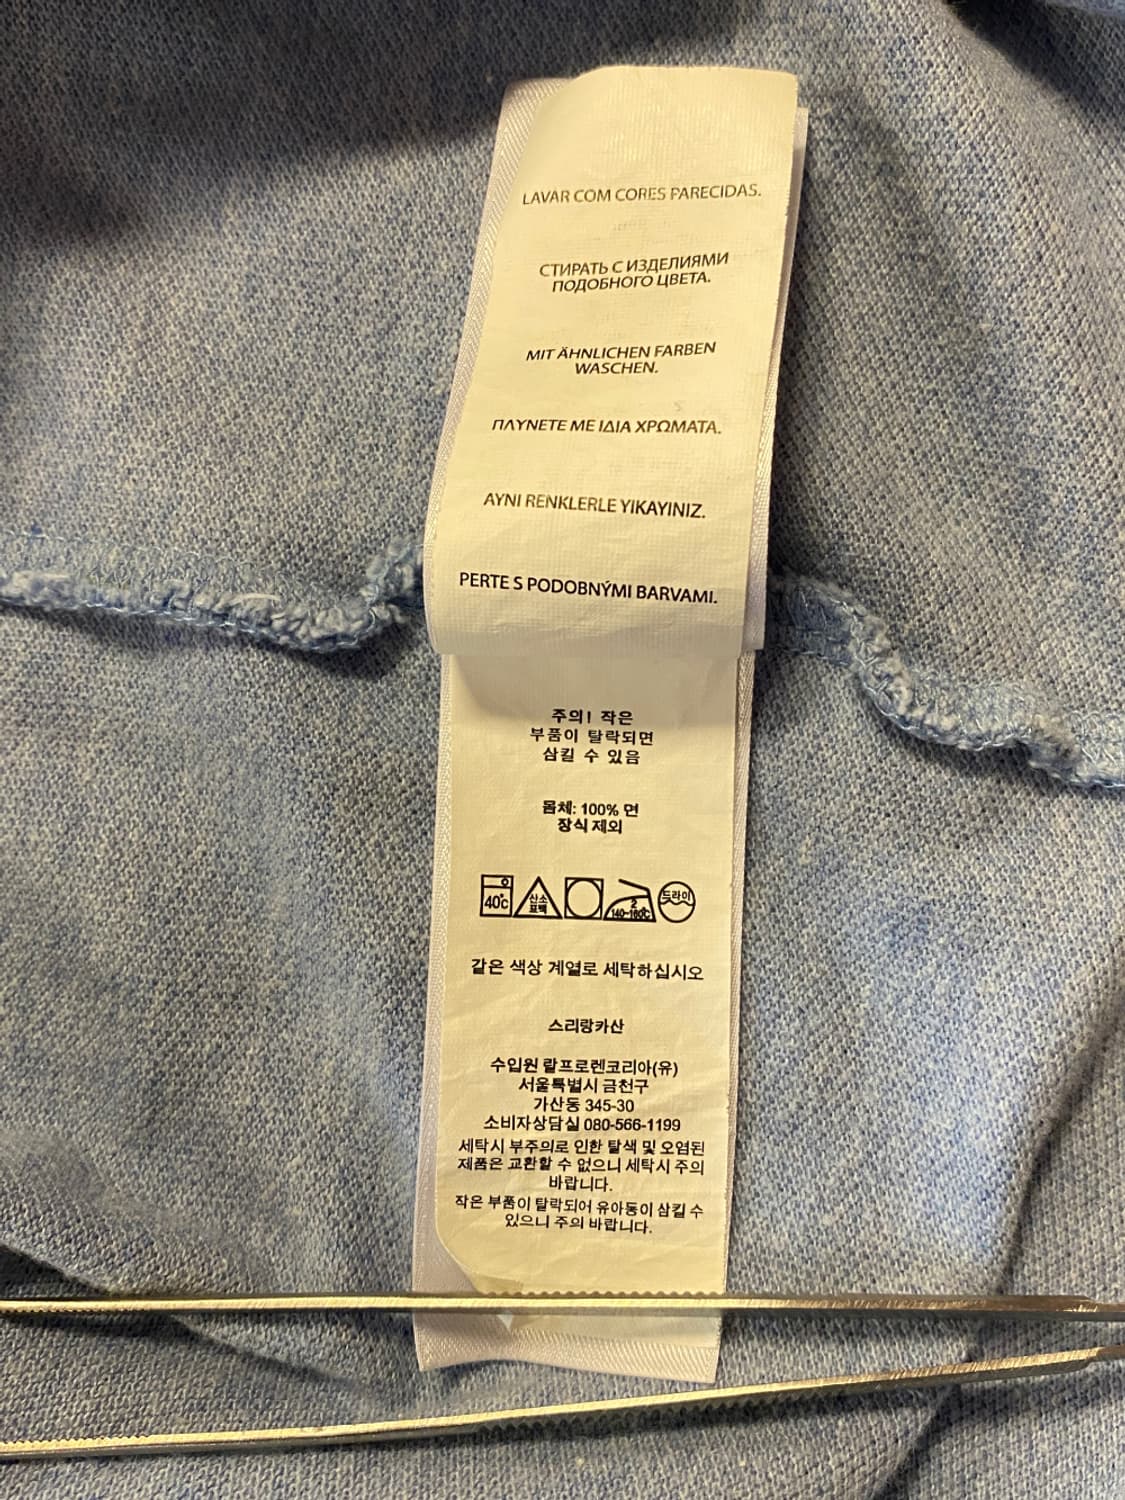 LAVAR COM CORES PARECIDAS.
СТИРАТЬ С ИЗДЕЛИЯМИ
ПОДОБНОГО ЦВЕТА.
MIT ÄHNLICHEN FARBEN
WASCHEN.
ΠΛΥΝΕΤΕ ΜΕ ΙΔΙΑ ΧΡΩΜΑΤΑ.
AYNI RENKLERLE YIKAYINIZ.
PERTE S PODOBNÝMI BARVAMI.
주의! 작은
부품이 탈락되면
삼킬 수 있음
몸체: 100% 면
장식 제외
40℃ 산소 표백 2 140~160℃ 드라이
같은 색상 계열로 세탁하십시오
스리랑카산
수입원 랄프로렌코리아(유)
서울특별시 금천구
가산동 345-30
소비자상담실 080-566-1199
세탁시 부주의로 인한 탈색 및 오염된
제품은 교환할 수 없으니 세탁시 주의
바랍니다.
작은 부품이 탈락되어 유아동이 삼킬 수
있으니 주의 바랍니다.